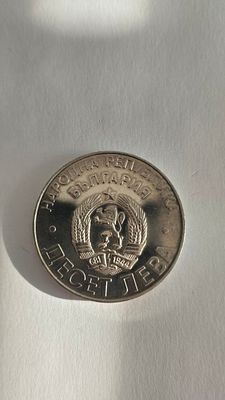 НАРОДНА РЕПУБЛИКА
БЪЛГАРИЯ
681 1944
ДЕСЕТ ЛЕВА